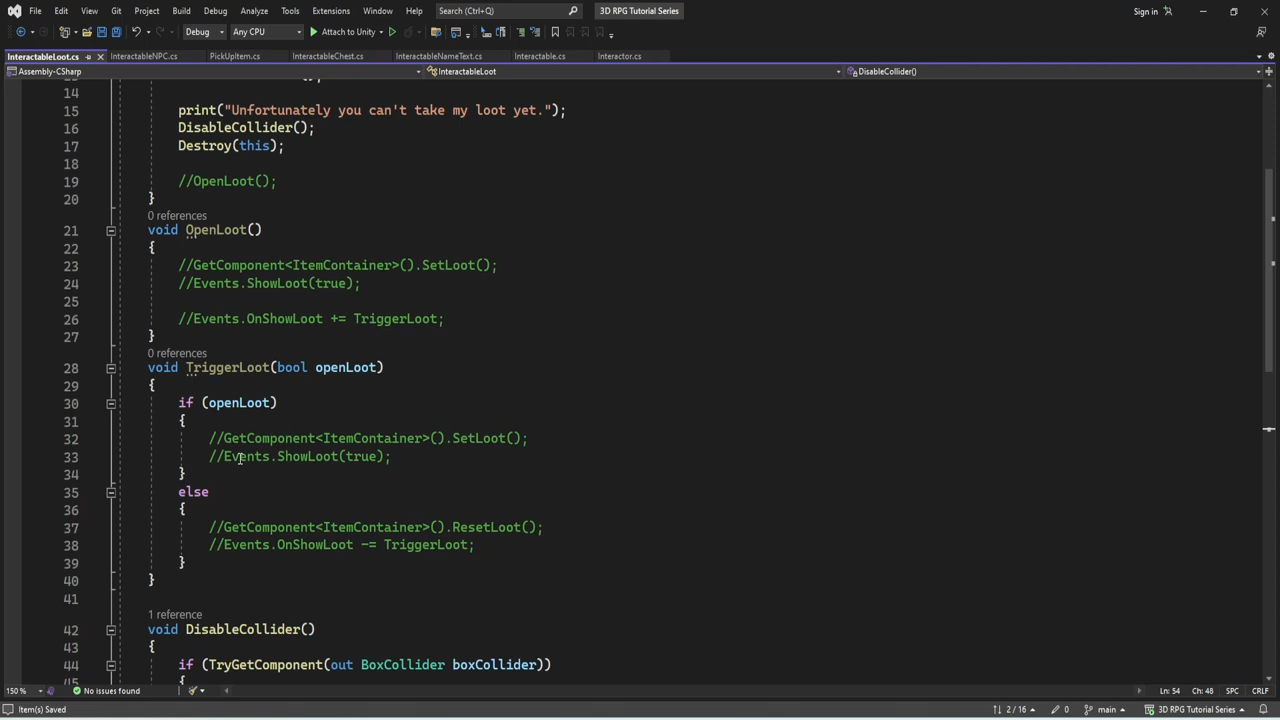 File Edit View Git Project Build Debug Analyze Tools Extensions Window Help Search (Ctrl+Q) 3D RPG Tutorial Series Sign in
Debug Any CPU Attach to Unity
InteractableLoot.cs InteractableNPC.cs PickUpItem.cs InteractableChest.cs InteractableNameText.cs Interactable.cs Interactor.cs
Assembly-CSharp InteractableLoot DisableCollider()
14
15 print("Unfortunately you can't take my loot yet.");
16 DisableCollider();
17 Destroy(this);
18
19 //OpenLoot();
20 }
0 references
21 void OpenLoot()
22 {
23 //GetComponent<ItemContainer>().SetLoot();
24 //Events.ShowLoot(true);
25
26 //Events.OnShowLoot += TriggerLoot;
27 }
0 references
28 void TriggerLoot(bool openLoot)
29 {
30 if (openLoot)
31 {
32 //GetComponent<ItemContainer>().SetLoot();
33 //Events.ShowLoot(true);
34 }
35 else
36 {
37 //GetComponent<ItemContainer>().ResetLoot();
38 //Events.OnShowLoot -= TriggerLoot;
39 }
40 }
41
1 reference
42 void DisableCollider()
43 {
44 if (TryGetComponent(out BoxCollider boxCollider))
45 {
150 % No issues found Ln: 54 Ch: 48 SPC CRLF
Item(s) Saved 2 / 16 0 main 3D RPG Tutorial Series